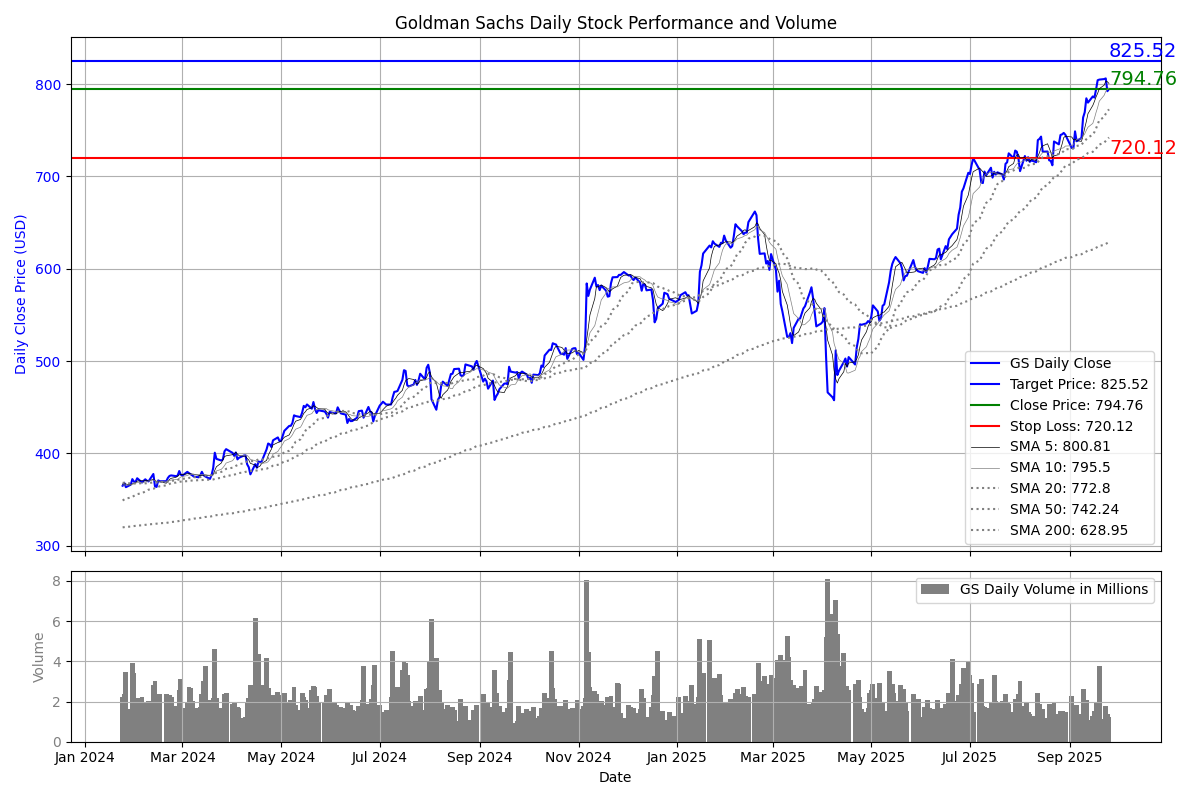 Goldman Sachs Daily Stock Performance and Volume
825.52
794.76
720.12
800
700
600
500
400
300
Daily Close Price (USD)
GS Daily Close
Target Price: 825.52
Close Price: 794.76
Stop Loss: 720.12
SMA 5: 800.81
SMA 10: 795.5
SMA 20: 772.8
SMA 50: 742.24
SMA 200: 628.95
8
6
4
2
0
Volume
GS Daily Volume in Millions
Jan 2024 Mar 2024 May 2024 Jul 2024 Sep 2024 Nov 2024 Jan 2025 Mar 2025 May 2025 Jul 2025 Sep 2025
Date